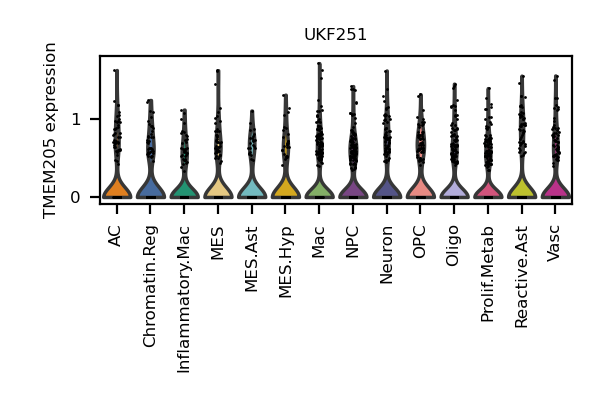 UKF251
TMEM205 expression
1
0
AC
Chromatin.Reg
Inflammatory.Mac
MES
MES.Ast
MES.Hyp
Mac
NPC
Neuron
OPC
Oligo
Prolif.Metab
Reactive.Ast
Vasc